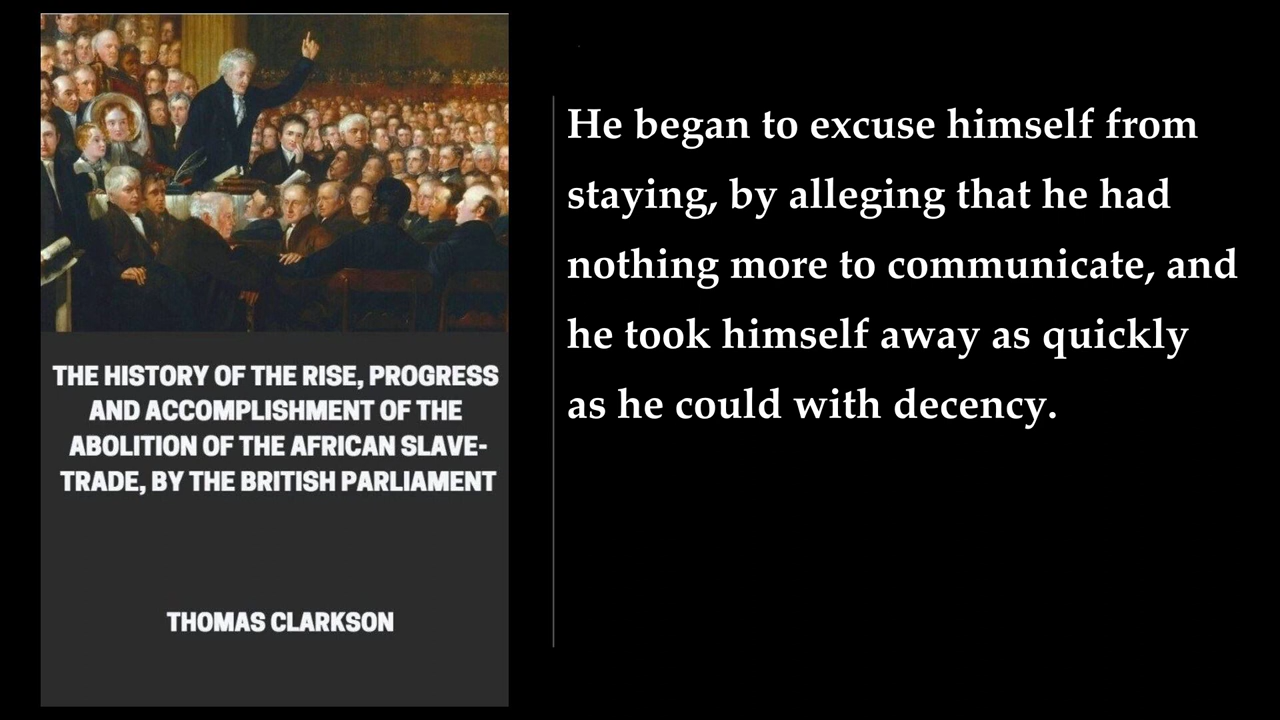 THE HISTORY OF THE RISE, PROGRESS
AND ACCOMPLISHMENT OF THE
ABOLITION OF THE AFRICAN SLAVE-
TRADE, BY THE BRITISH PARLIAMENT
THOMAS CLARKSON
He began to excuse himself from
staying, by alleging that he had
nothing more to communicate, and
he took himself away as quickly
as he could with decency.